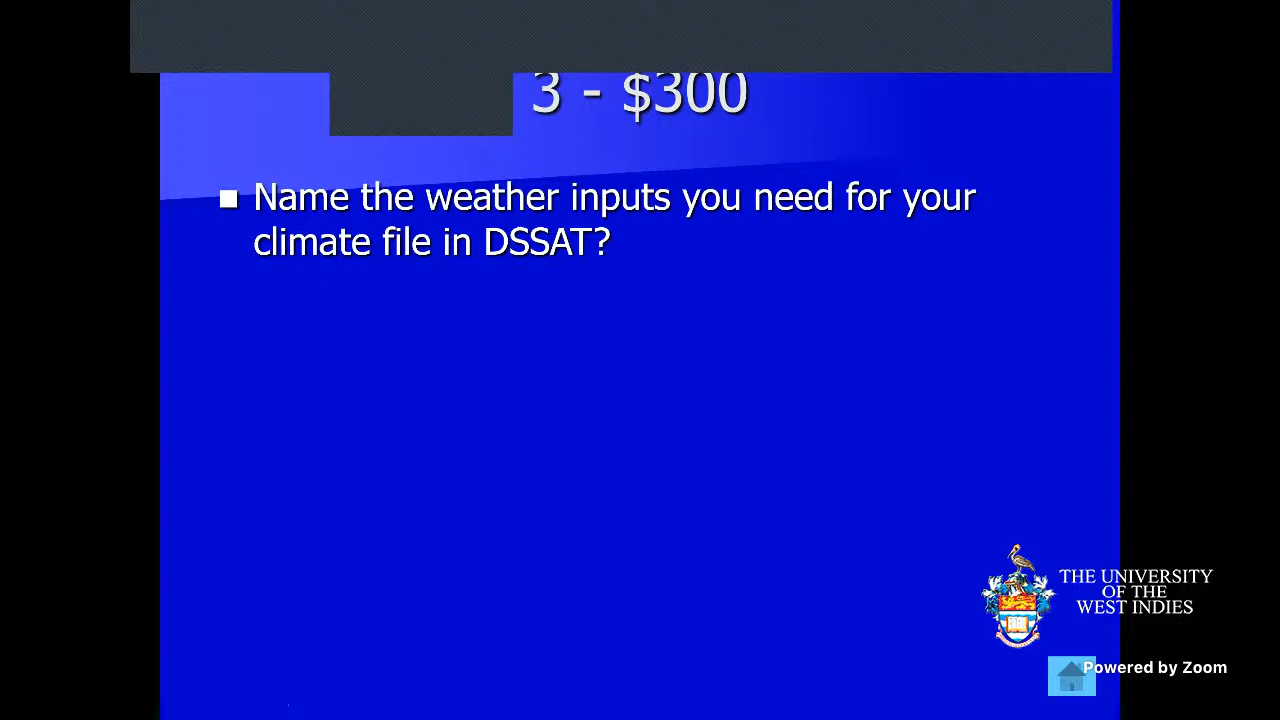 3 - $300
Name the weather inputs you need for your
climate file in DSSAT?
THE UNIVERSITY
OF THE
WEST INDIES
Powered by Zoom